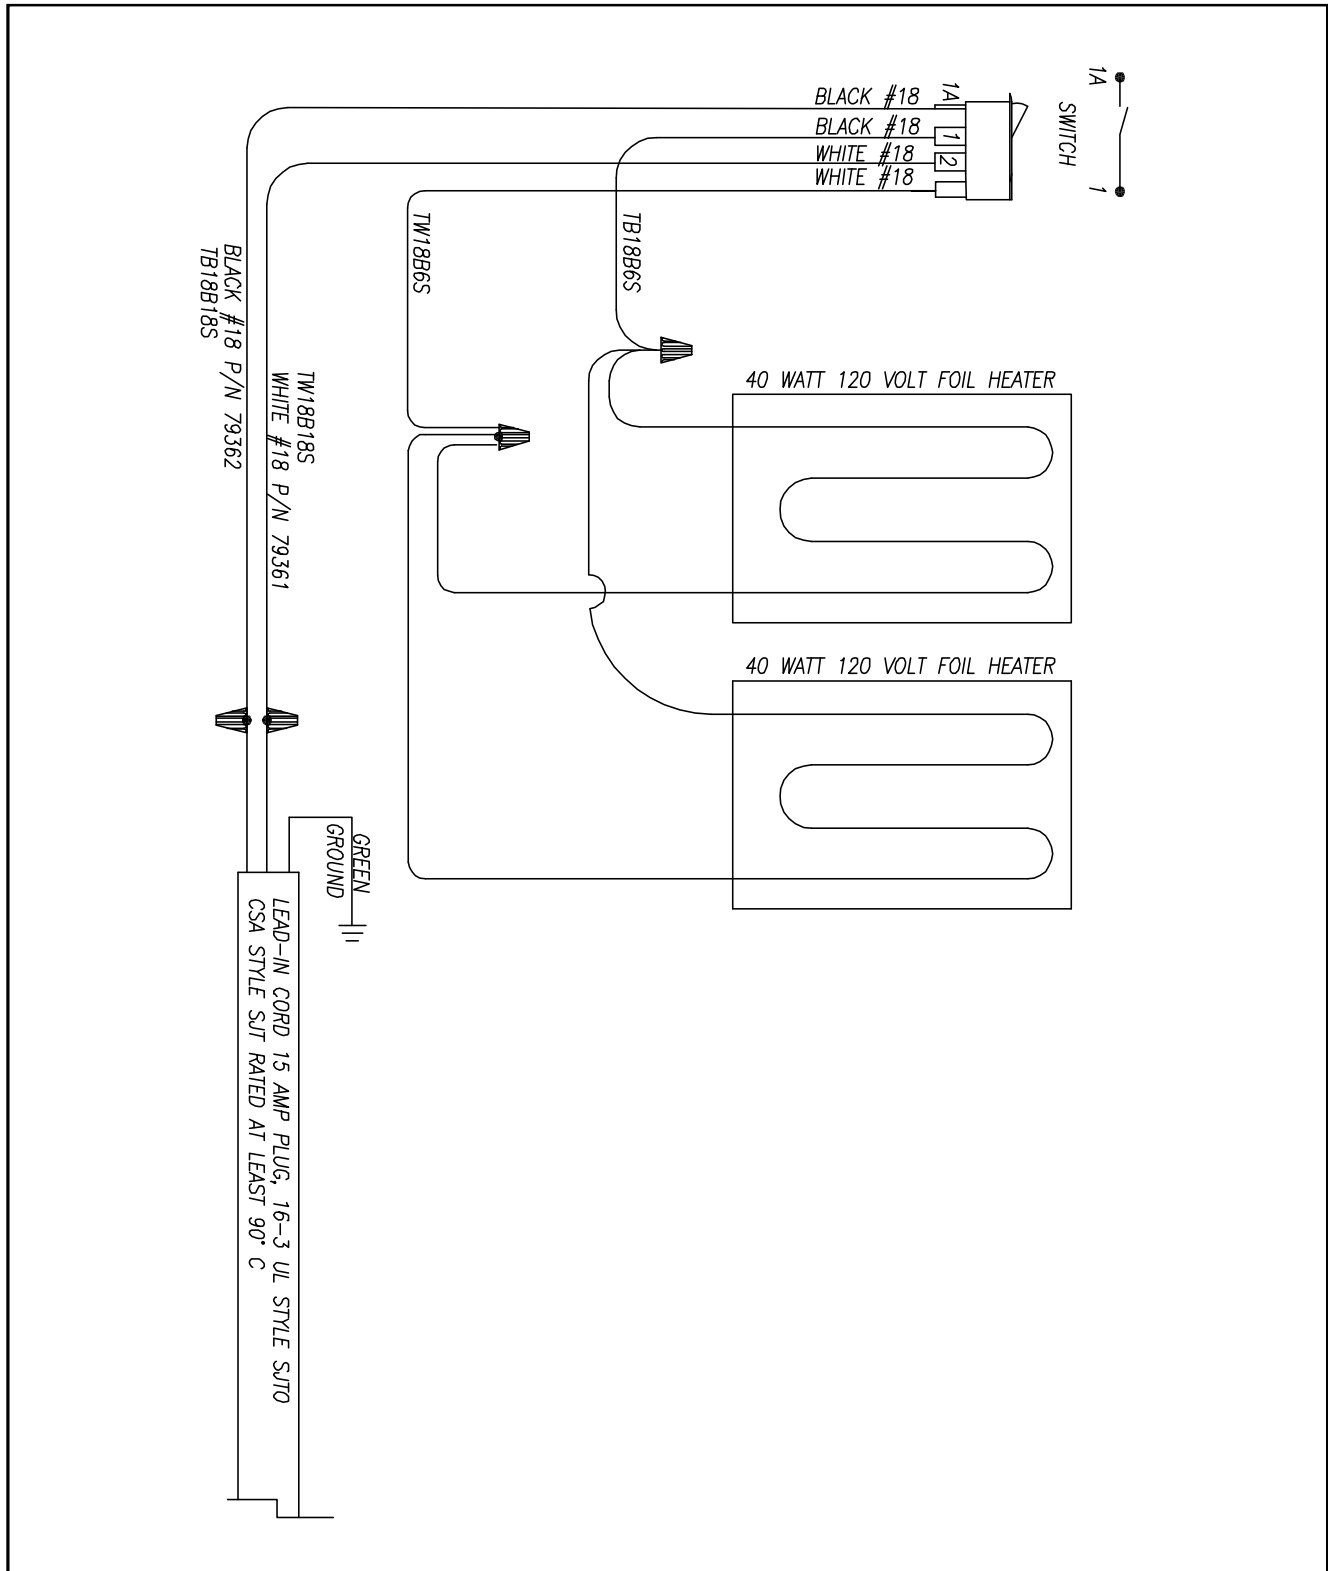 1A
SWITCH
1
BLACK #18
1A
BLACK #18
1
WHITE #18
2
WHITE #18
TW18B6S
TB18B6S
BLACK #18 P/N 79362
TB18B18S
TW18B18S
WHITE #18 P/N 79361
40 WATT 120 VOLT FOIL HEATER
40 WATT 120 VOLT FOIL HEATER
GREEN
GROUND
LEAD-IN CORD 15 AMP PLUG, 16-3 UL STYLE SJTO
CSA STYLE SJT RATED AT LEAST 90° C